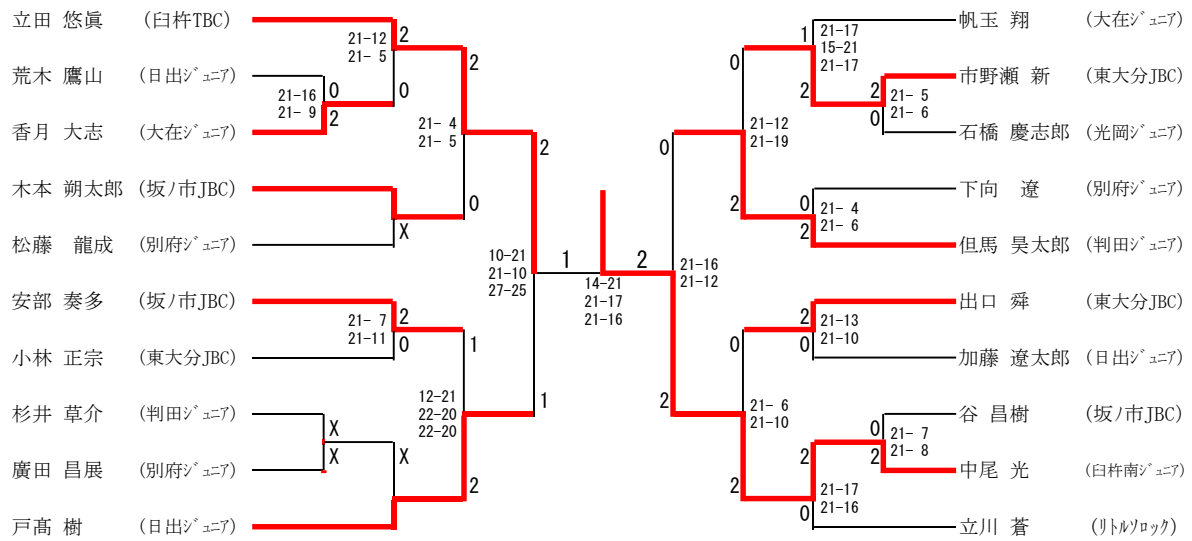 立田 悠眞 (臼杵TBC)
荒木 鷹山 (日出ジュニア)
香月 大志 (大在ジュニア)
木本 朔太郎 (坂ノ市JBC)
松藤 龍成 (別府ジュニア)
安部 奏多 (坂ノ市JBC)
小林 正宗 (東大分JBC)
杉井 草介 (判田ジュニア)
廣田 昌展 (別府ジュニア)
戸髙 樹 (日出ジュニア)
21-12 2
21- 5
0
21-16 0
21- 9 2
2
21- 4
21- 5
0
X
2
10-21
21-10
27-25
1
21- 7 2
21-11 0
1
12-21
22-20
22-20
2
X
X
X
1
14-21
21-17
21-16
2
0
21-16
21-12
2
0
21-12
21-19
2
1 21-17
15-21
2 21-17
2 21- 5
0 21- 6
0 21- 4
2 21- 6
0
21- 6
21-10
2
2 21-13
0 21-10
0 21- 7
2 21- 8
2
21-17
0 21-16
帆玉 翔 (大在ジュニア)
市野瀬 新 (東大分JBC)
石橋 慶志郎 (光岡ジュニア)
下向 遼 (別府ジュニア)
但馬 昊太郎 (判田ジュニア)
出口 舜 (東大分JBC)
加藤 遼太郎 (日出ジュニア)
谷 昌樹 (坂ノ市JBC)
中尾 光 (臼杵南ジュニア)
立川 蒼 (リトルソロック)